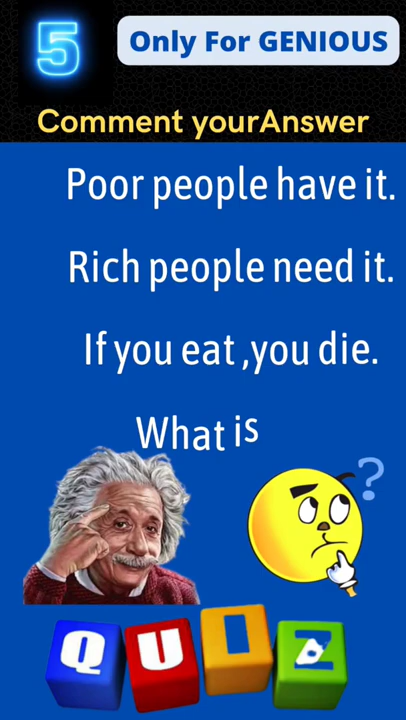 5
Only For GENIOUS
Comment yourAnswer
Poor people have it.
Rich people need it.
If you eat ,you die.
What is
?
QUIZ